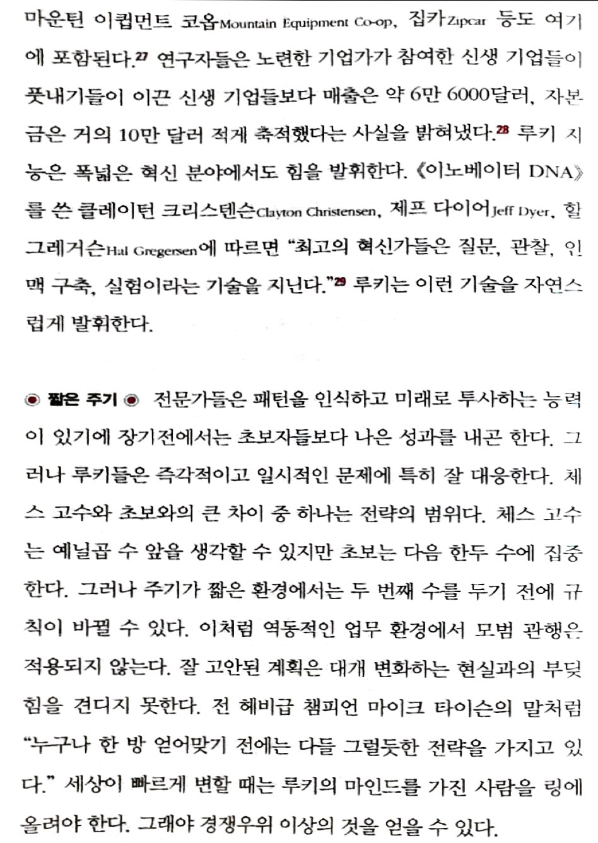 마운틴 이큅먼트 코옵Mountain Equipment Co-op, 집카Zipcar 등도 여기
에 포함된다.27 연구자들은 노련한 기업가가 참여한 신생 기업들이
풋내기들이 이끈 신생 기업들보다 매출은 약 6만 6000달러, 자본
금은 거의 10만 달러 적게 축적했다는 사실을 밝혀냈다.28 루키 지
능은 폭넓은 혁신 분야에서도 힘을 발휘한다. 《이노베이터 DNA》
를 쓴 클레이턴 크리스텐슨Clayton Christensen, 제프 다이어Jeff Dyer, 할
그레거슨Hal Gregersen에 따르면 “최고의 혁신가들은 질문, 관찰, 인
맥 구축, 실험이라는 기술을 지닌다.”29 루키는 이런 기술을 자연스
럽게 발휘한다.
◉ 짧은 주기 ◉ 전문가들은 패턴을 인식하고 미래로 투사하는 능력
이 있기에 장기전에서는 초보자들보다 나은 성과를 내곤 한다. 그
러나 루키들은 즉각적이고 일시적인 문제에 특히 잘 대응한다. 체
스 고수와 초보와의 큰 차이 중 하나는 전략의 범위다. 체스 고수
는 예닐곱 수 앞을 생각할 수 있지만 초보는 다음 한두 수에 집중
한다. 그러나 주기가 짧은 환경에서는 두 번째 수를 두기 전에 규
칙이 바뀔 수 있다. 이처럼 역동적인 업무 환경에서 모범 관행은
적용되지 않는다. 잘 고안된 계획은 대개 변화하는 현실과의 부딪
힘을 견디지 못한다. 전 헤비급 챔피언 마이크 타이슨의 말처럼
“누구나 한 방 얻어맞기 전에는 다들 그럴듯한 전략을 가지고 있
다.” 세상이 빠르게 변할 때는 루키의 마인드를 가진 사람을 링에
올려야 한다. 그래야 경쟁우위 이상의 것을 얻을 수 있다.